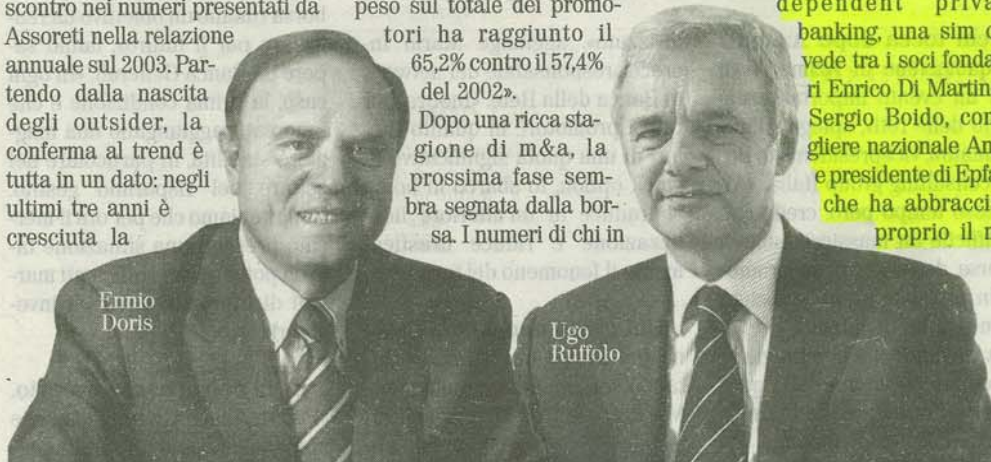 scontro nei numeri presentati da
Assoreti nella relazione
annuale sul 2003. Par-
tendo dalla nascita
degli outsider, la
conferma al trend è
tutta in un dato: negli
ultimi tre anni è
cresciuta la
peso sul totale dei promo-
tori ha raggiunto il
65,2% contro il 57,4%
del 2002».
Dopo una ricca sta-
gione di m&a, la
prossima fase sem-
bra segnata dalla bor-
sa. I numeri di chi in
dependent priva
banking, una sim c
vede tra i soci fonda
ri Enrico Di Martin
Sergio Boido, con
gliere nazionale An
e presidente di Epfa
che ha abbracci
proprio il
Ennio
Doris
Ugo
Ruffolo